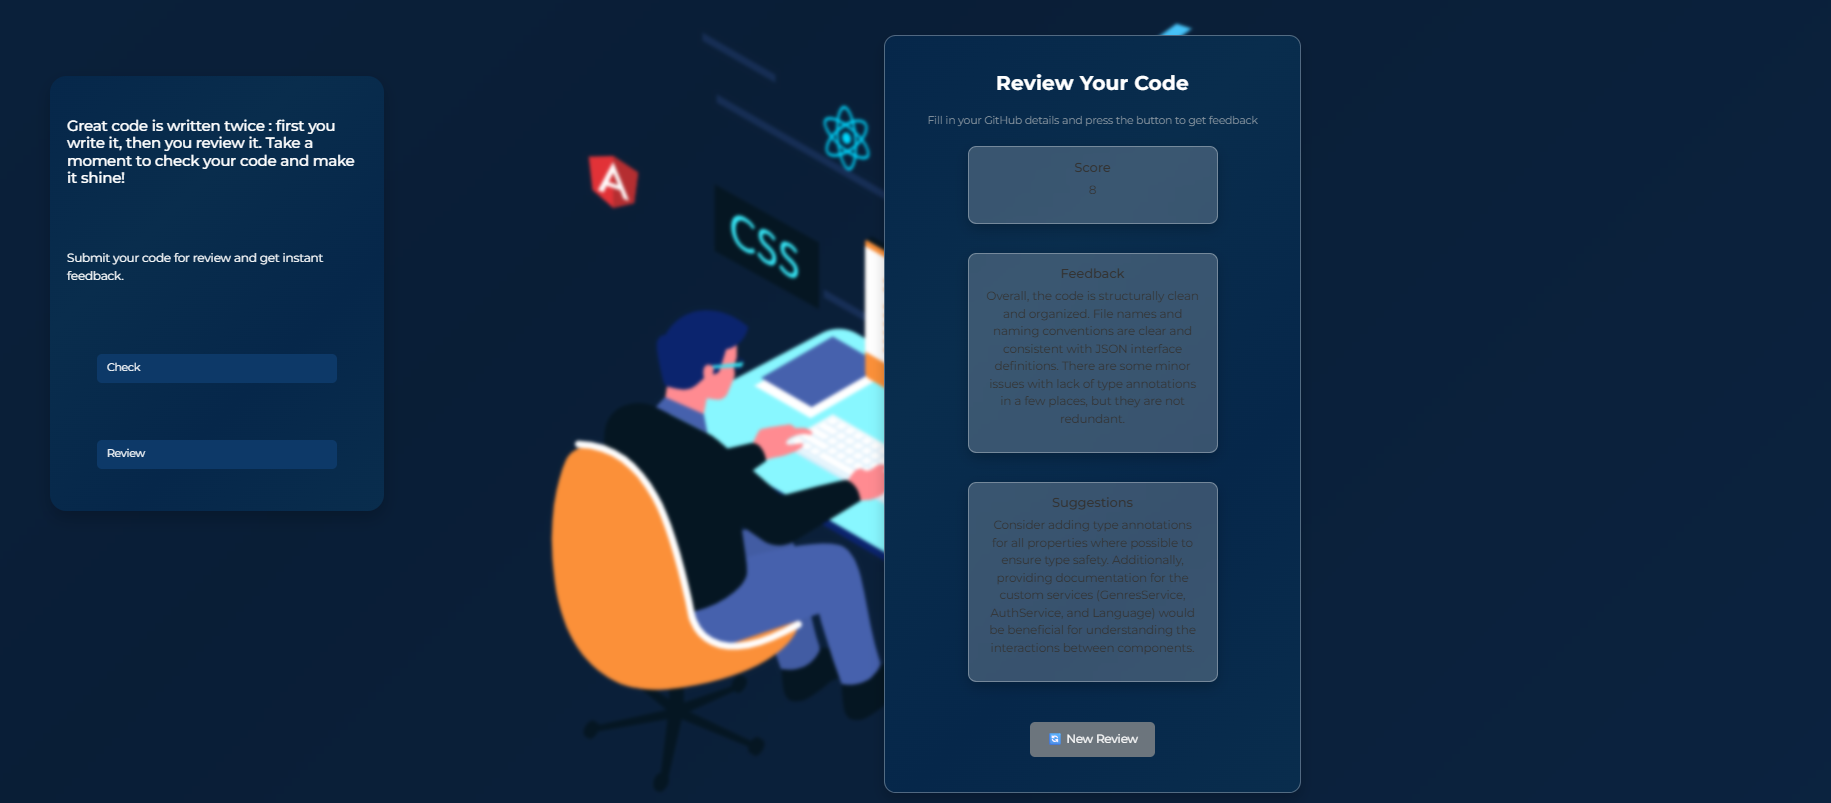 Great code is written twice : first you
write it, then you review it. Take a
moment to check your code and make
it shine!
Submit your code for review and get instant
feedback.
Check
Review
A
CSS
Review Your Code
Fill in your GitHub details and press the button to get feedback
Score
8
Feedback
Overall, the code is structurally clean
and organized. File names and
naming conventions are clear and
consistent with JSON interface
definitions. There are some minor
issues with lack of type annotations
in a few places, but they are not
redundant.
Suggestions
Consider adding type annotations
for all properties where possible to
ensure type safety. Additionally,
providing documentation for the
custom services (GenresService,
AuthService, and Language) would
be beneficial for understanding the
interactions between components.
New Review